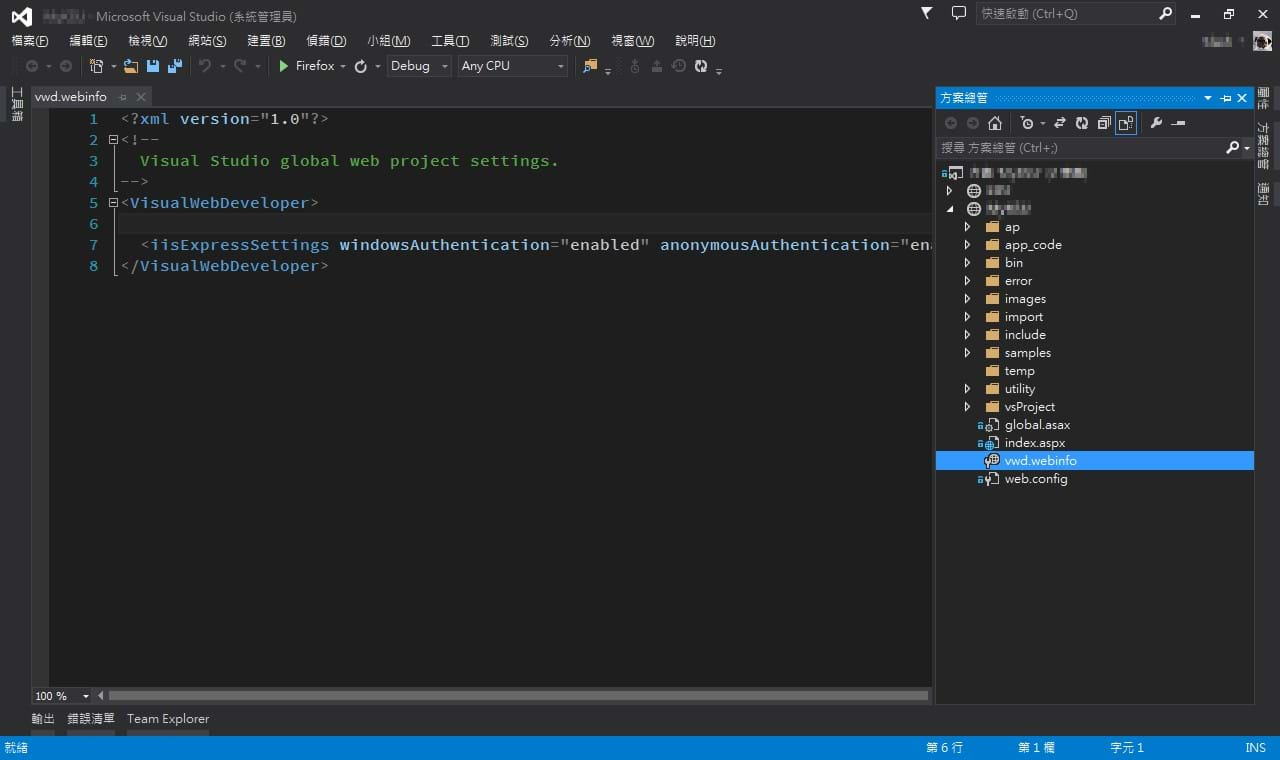 Microsoft Visual Studio (系統管理員)
快速啟動 (Ctrl+Q)
檔案(F) 編輯(E) 檢視(V) 網站(S) 建置(B) 偵錯(D) 小組(M) 工具(T) 測試(S) 分析(N) 視窗(W) 說明(H)
Firefox Debug Any CPU
工具箱
vwd.webinfo
1 <?xml version="1.0"?>
2 <!--
3 Visual Studio global web project settings.
4 -->
5 <VisualWebDeveloper>
6
7 <iisExpressSettings windowsAuthentication="enabled" anonymousAuthentication="ena
8 </VisualWebDeveloper>
100 %
方案總管
搜尋 方案總管 (Ctrl+;)
ap
app_code
bin
error
images
import
include
samples
temp
utility
vsProject
global.asax
index.aspx
vwd.webinfo
web.config
屬性
方案總管
通知
輸出 錯誤清單 Team Explorer
就緒 第 6 行 第 1 欄 字元 1 INS